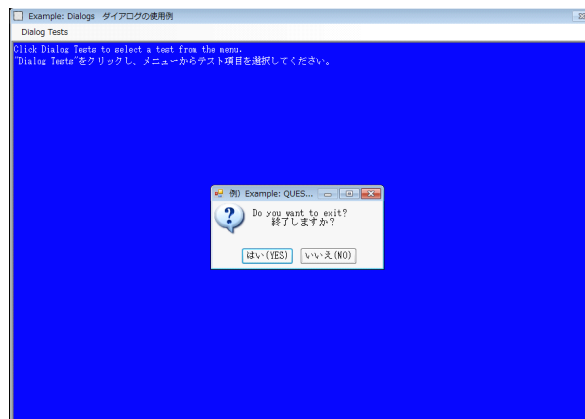 Example: Dialogs ダイアログの使用例
Dialog Tests
Click Dialog Tests to select a test from the menu.
"Dialog Tests"をクリックし、メニューからテスト項目を選択してください。
例) Example: QUES...
Do you want to exit?
終了しますか?
はい(YES) いいえ(NO)